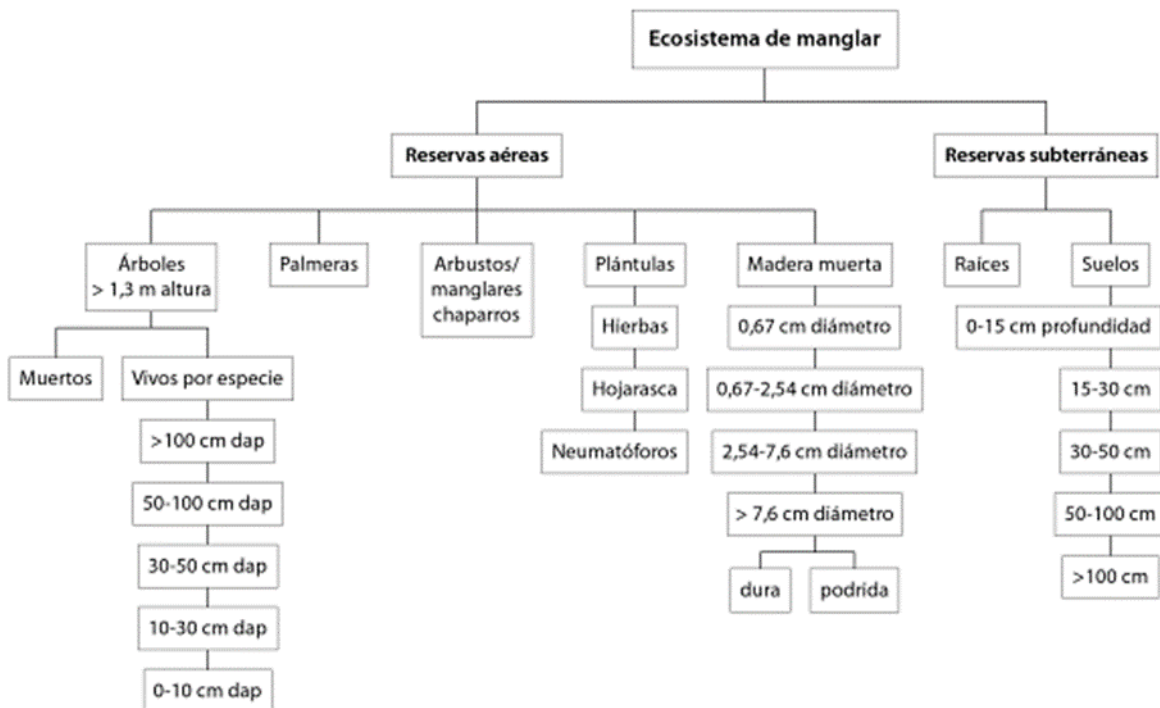 Ecosistema de manglar
Reservas aéreas
Reservas subterráneas
Árboles
> 1,3 m altura
Palmeras
Arbustos/
manglares
chaparros
Plántulas
Madera muerta
Raíces
Suelos
Hierbas
0,67 cm diámetro
0-15 cm profundidad
Muertos
Vivos por especie
Hojarasca
0,67-2,54 cm diámetro
15-30 cm
>100 cm dap
Neumatóforos
2,54-7,6 cm diámetro
30-50 cm
50-100 cm dap
> 7,6 cm diámetro
50-100 cm
30-50 cm dap
dura
podrida
>100 cm
10-30 cm dap
0-10 cm dap